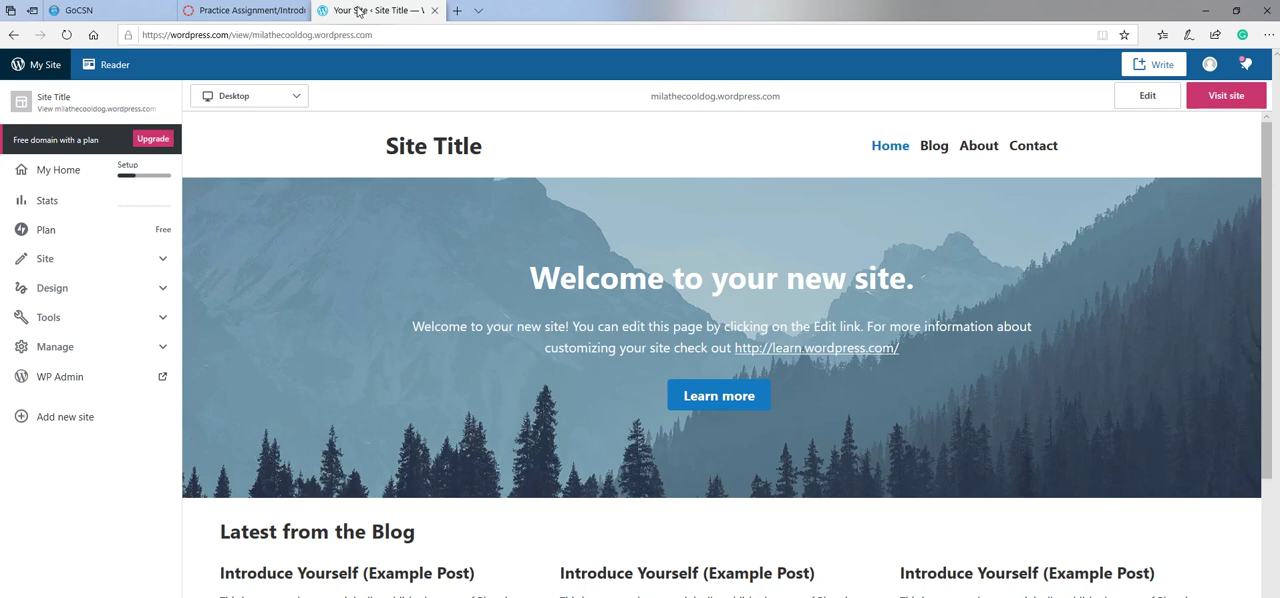 GoCSN
Practice Assignment/Introdu
Your Site ‹ Site Title — W
https://wordpress.com/view/milathecooldog.wordpress.com
My Site
Reader
Write
Site Title
View milathecooldog.wordpress.com
Desktop
milathecooldog.wordpress.com
Edit
Visit site
Free domain with a plan
Upgrade
My Home
Setup
Stats
Plan
Free
Site
Design
Tools
Manage
WP Admin
Add new site
Site Title
Home Blog About Contact
Welcome to your new site.
Welcome to your new site! You can edit this page by clicking on the Edit link. For more information about
customizing your site check out http://learn.wordpress.com/
Learn more
Latest from the Blog
Introduce Yourself (Example Post)
Introduce Yourself (Example Post)
Introduce Yourself (Example Post)